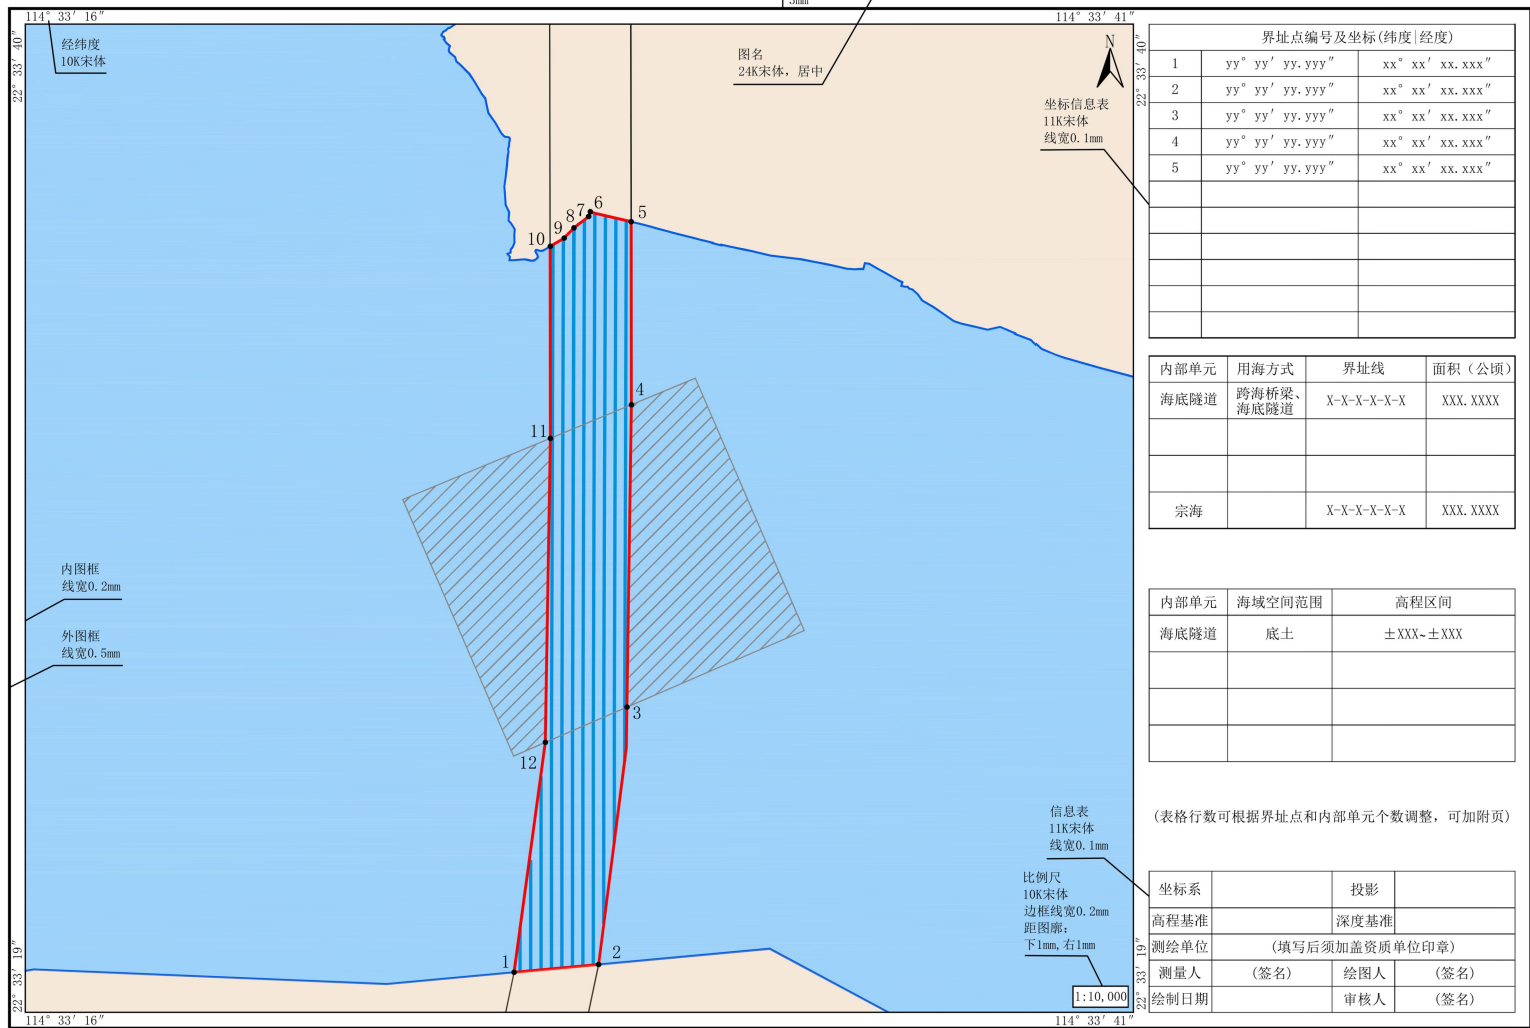 3mm
114° 33′ 16″
114° 33′ 41″
22° 33′ 40″
22° 33′ 40″
经纬度
10K宋体
图名
24K宋体，居中
N
坐标信息表
11K宋体
线宽0.1mm
6
7
8
9
10
5
4
11
3
12
1
2
内图框
线宽0.2mm
外图框
线宽0.5mm
信息表
11K宋体
线宽0.1mm
比例尺
10K宋体
边框线宽0.2mm
距图廓：
下1mm,右1mm
1:10,000
22° 33′ 19″
22° 33′ 19″
114° 33′ 16″
114° 33′ 41″
界址点编号及坐标(纬度|经度)
1 yy° yy′ yy.yyy″ xx° xx′ xx.xxx″
2 yy° yy′ yy.yyy″ xx° xx′ xx.xxx″
3 yy° yy′ yy.yyy″ xx° xx′ xx.xxx″
4 yy° yy′ yy.yyy″ xx° xx′ xx.xxx″
5 yy° yy′ yy.yyy″ xx° xx′ xx.xxx″
内部单元 用海方式 界址线 面积（公顷）
海底隧道 跨海桥梁、 X-X-X-X-X-X XXX.XXXX
海底隧道
宗海 X-X-X-X-X-X XXX.XXXX
内部单元 海域空间范围 高程区间
海底隧道 底土 ±XXX~±XXX
(表格行数可根据界址点和内部单元个数调整，可加附页)
坐标系 投影
高程基准 深度基准
测绘单位 (填写后须加盖资质单位印章)
测量人 (签名) 绘图人 (签名)
绘制日期 审核人 (签名)